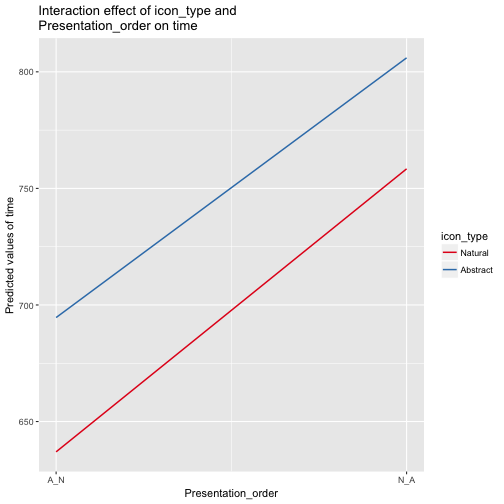 Interaction effect of icon_type and
Presentation_order on time
Predicted values of time
800
750
700
650
A_N
N_A
Presentation_order
icon_type
Natural
Abstract